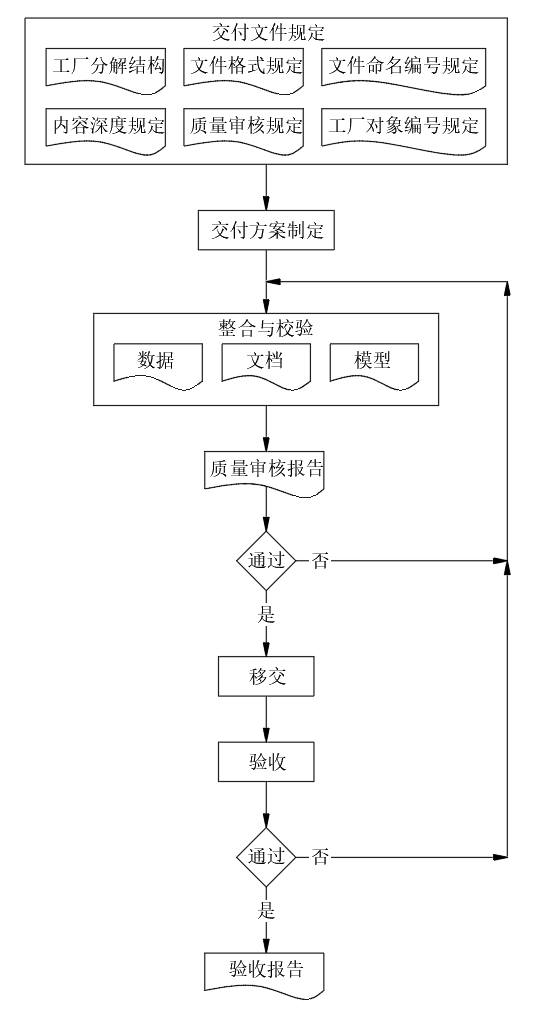 交付文件规定
工厂分解结构 文件格式规定 文件命名编号规定
内容深度规定 质量审核规定 工厂对象编号规定
交付方案制定
整合与校验
数据 文档 模型
质量审核报告
通过 否
是
移交
验收
通过 否
是
验收报告